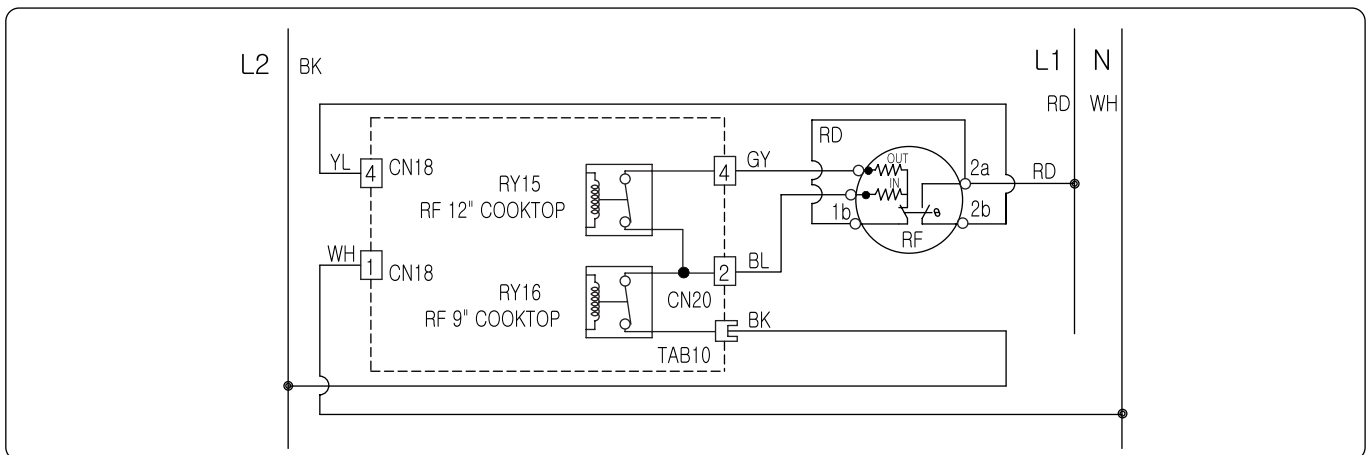 L2 BK
L1 N
RD WH
RD
YL 4 CN18
4 GY
OUT
2a RD
RY15
RF 12" COOKTOP
IN
1b
2b
RF
WH 1 CN18
2 BL
RY16
RF 9" COOKTOP
CN20
BK
TAB10